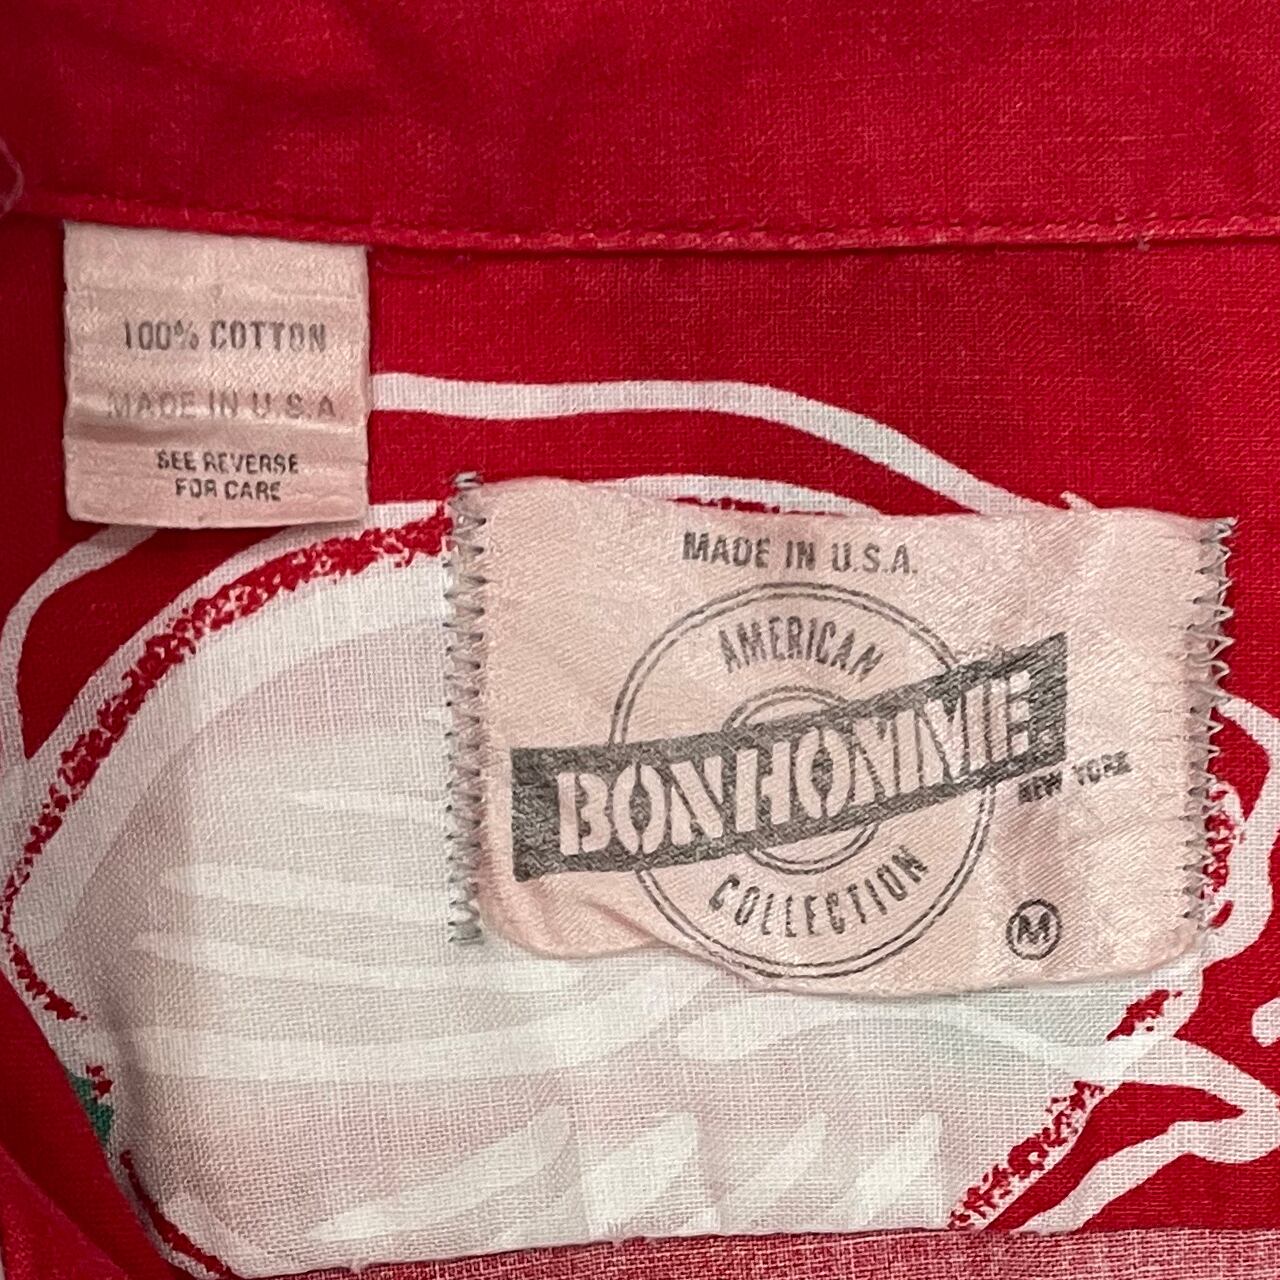 100% COTTON
MADE IN U.S.A
SEE REVERSE
FOR CARE
MADE IN U.S.A.
AMERICAN
BONHOMME
NEW YORK
COLLECTION
M